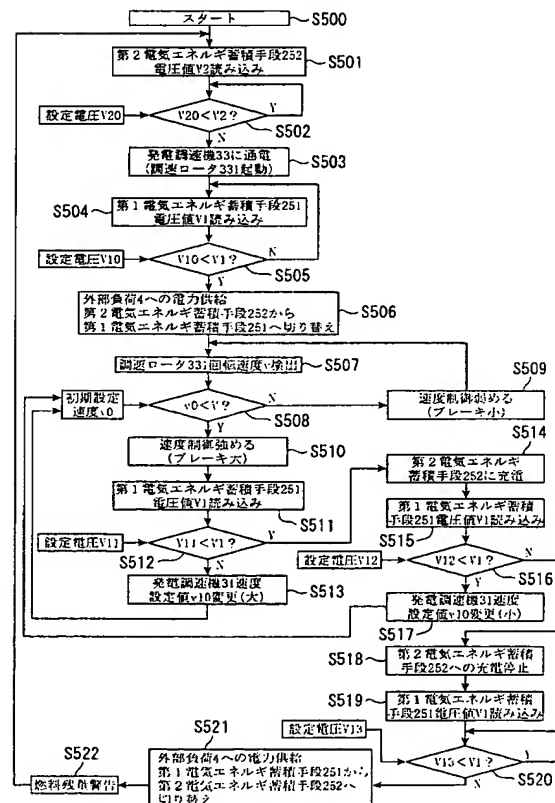 スタート
S500
第2電気エネルギ蓄積手段252
電圧値V2読み込み
S501
設定電圧V20
V20<V2?
Y
N
S502
発電調速機33に通電
(調速ロータ331起動)
S503
S504
第1電気エネルギ蓄積手段251
電圧値V1読み込み
設定電圧V10
V10<V1?
N
Y
S505
外部負荷4への電力供給
第2電気エネルギ蓄積手段252から
第1電気エネルギ蓄積手段251へ切り替え
S506
調速ロータ331回転速度v検出
S507
初期設定
速度v0
v0<v?
N
Y
S508
速度制御弱める
(ブレーキ小)
S509
速度制御強める
(ブレーキ大)
S510
第1電気エネルギ蓄積手段251
電圧値V1読み込み
S511
設定電圧V11
V11<V1?
Y
N
S512
発電調速機31速度
設定値v10変更(大)
S513
S514
第2電気エネルギ
蓄積手段252に充電
第1電気エネルギ蓄積
手段251電圧値V1読み込み
S515
設定電圧V12
V12<V1?
N
Y
S516
発電調速機31速度
設定値v10変更(小)
S517
S518
第2電気エネルギ蓄積
手段252への充電停止
S519
第1電気エネルギ蓄積
手段251電圧値V1読み込み
設定電圧V13
V13<V1?
Y
N
S520
S521
外部負荷4への電力供給
第1電気エネルギ蓄積手段251から
第2電気エネルギ蓄積手段252へ
切り替え
S522
燃料残量警告